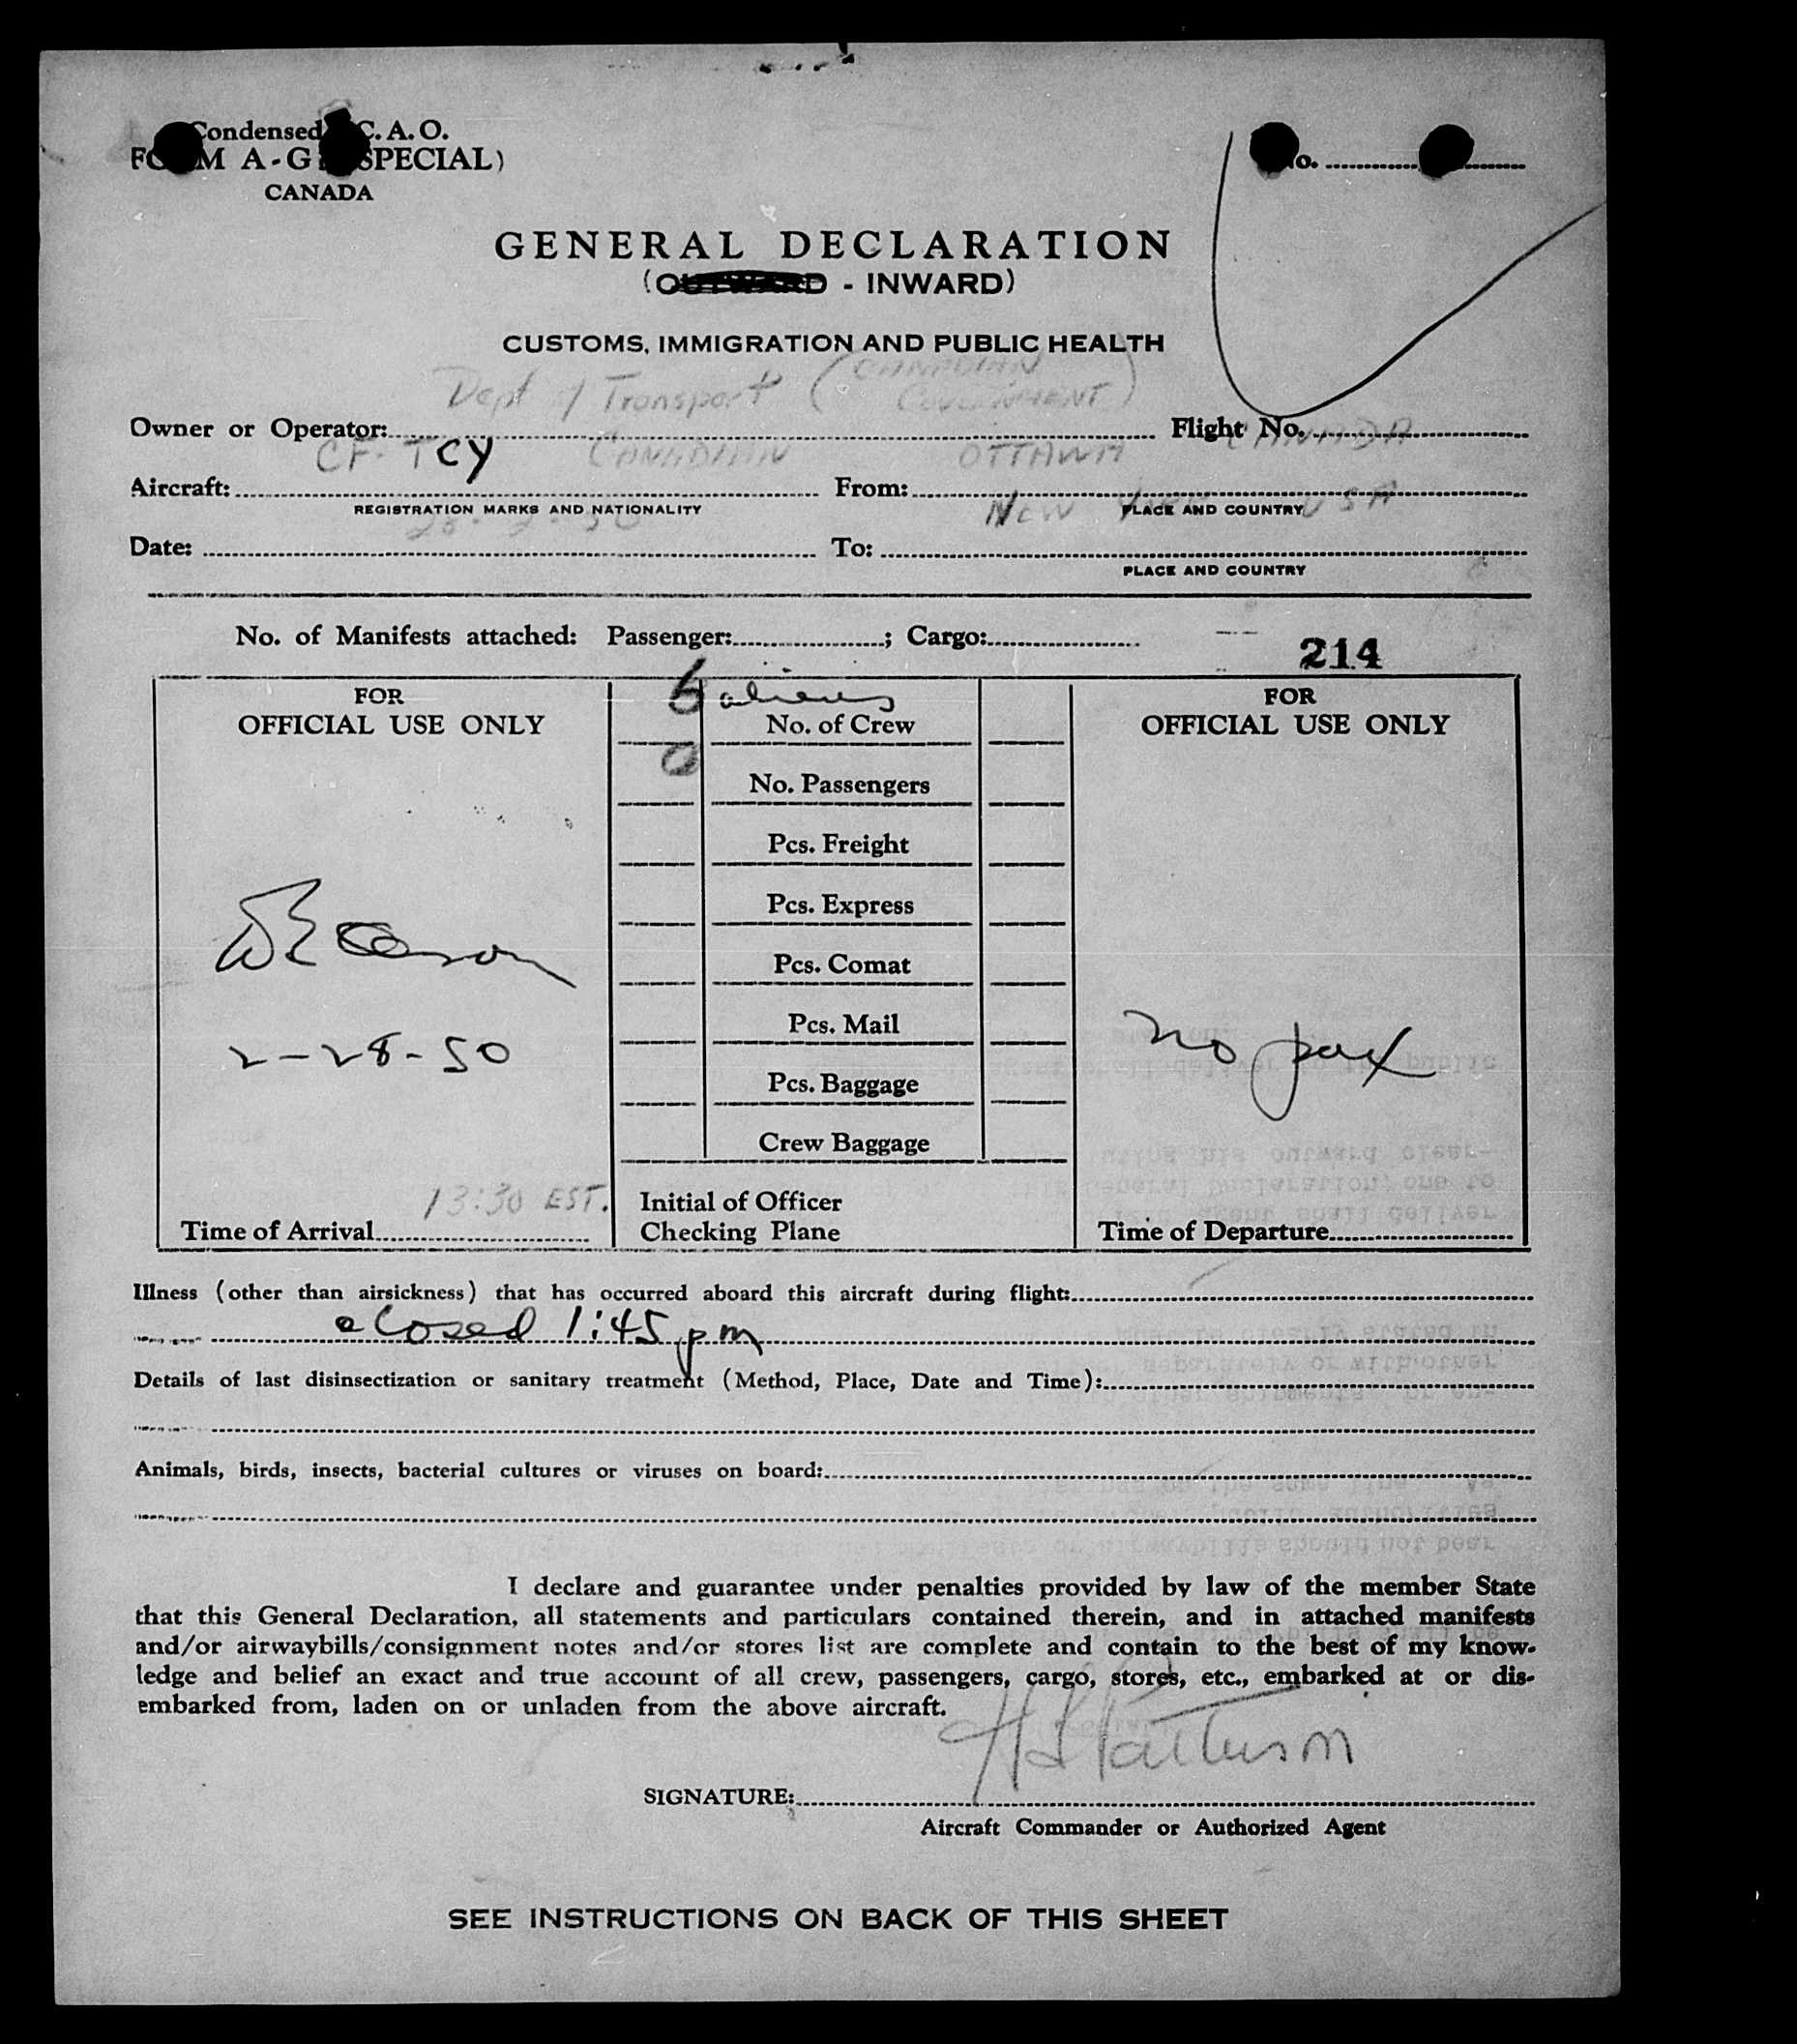 Condensed I.C.A.O.
FORM A-G (SPECIAL)
CANADA
No.
GENERAL DECLARATION
(OUTWARD - INWARD)
CUSTOMS, IMMIGRATION AND PUBLIC HEALTH
Dept of Transport (CANADIAN GOVERNMENT)
Owner or Operator: Flight No.
CF-TCY CANADIAN OTTAWA CANADA
Aircraft: From:
REGISTRATION MARKS AND NATIONALITY PLACE AND COUNTRY
28-2-50 NEW YORK USA
Date: To:
PLACE AND COUNTRY
No. of Manifests attached: Passenger: ; Cargo:
214
FOR
OFFICIAL USE ONLY
2-28-50
13:30 EST.
Time of Arrival
6 aliens
No. of Crew
0
No. Passengers
Pcs. Freight
Pcs. Express
Pcs. Comat
Pcs. Mail
Pcs. Baggage
Crew Baggage
Initial of Officer
Checking Plane
FOR
OFFICIAL USE ONLY
no pax
Time of Departure
Illness (other than airsickness) that has occurred aboard this aircraft during flight:
closed 1:45 pm
Details of last disinsectization or sanitary treatment (Method, Place, Date and Time):
Animals, birds, insects, bacterial cultures or viruses on board:
I declare and guarantee under penalties provided by law of the member State
that this General Declaration, all statements and particulars contained therein, and in attached manifests
and/or airwaybills/consignment notes and/or stores list are complete and contain to the best of my know-
ledge and belief an exact and true account of all crew, passengers, cargo, stores, etc., embarked at or dis-
embarked from, laden on or unladen from the above aircraft.
Patterson
SIGNATURE:
Aircraft Commander or Authorized Agent
SEE INSTRUCTIONS ON BACK OF THIS SHEET